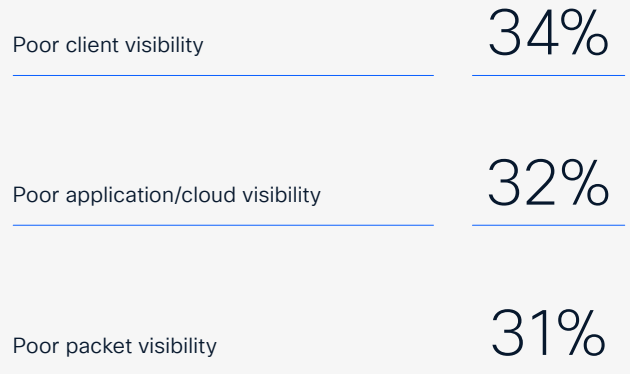 Poor client visibility 34%
Poor application/cloud visibility 32%
Poor packet visibility 31%